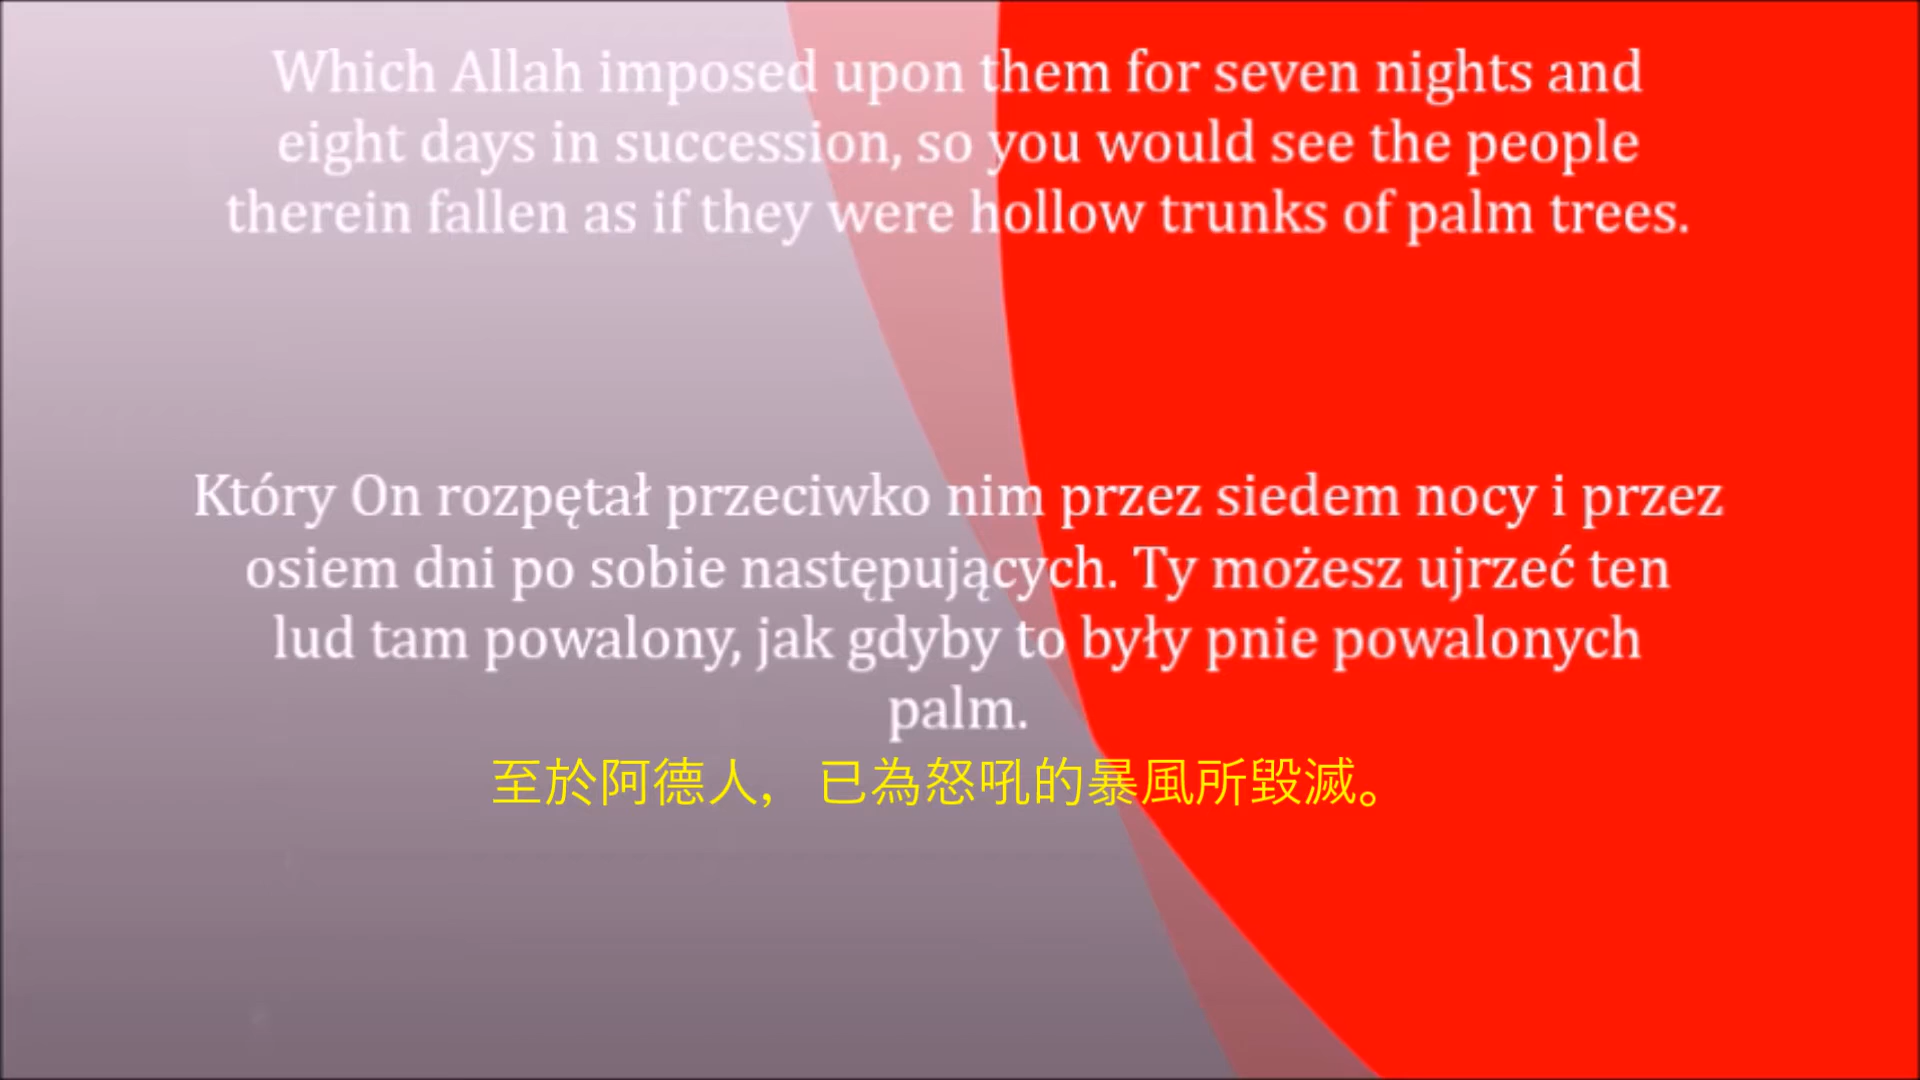 Which Allah imposed upon them for seven nights and
eight days in succession, so you would see the people
therein fallen as if they were hollow trunks of palm trees.
Który On rozpętał przeciwko nim przez siedem nocy i przez
osiem dni po sobie następujących. Ty możesz ujrzeć ten
lud tam powalony, jak gdyby to były pnie powalonych
palm.
至於阿德人，已為怒吼的暴風所毀滅。